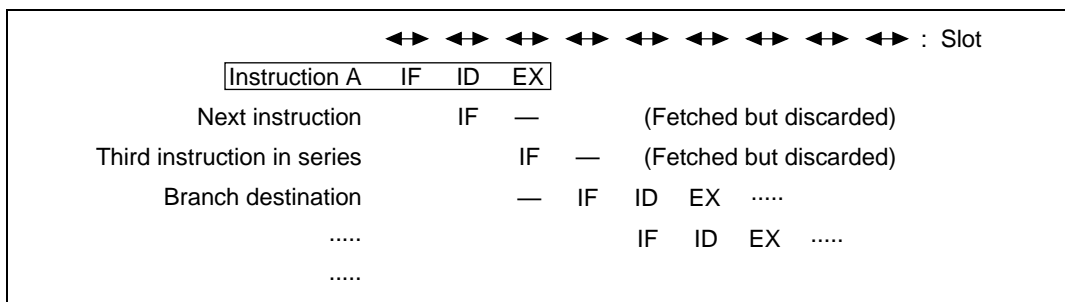 : Slot
Instruction A IF ID EX
Next instruction IF — (Fetched but discarded)
Third instruction in series IF — (Fetched but discarded)
Branch destination — IF ID EX .....
..... IF ID EX .....
.....